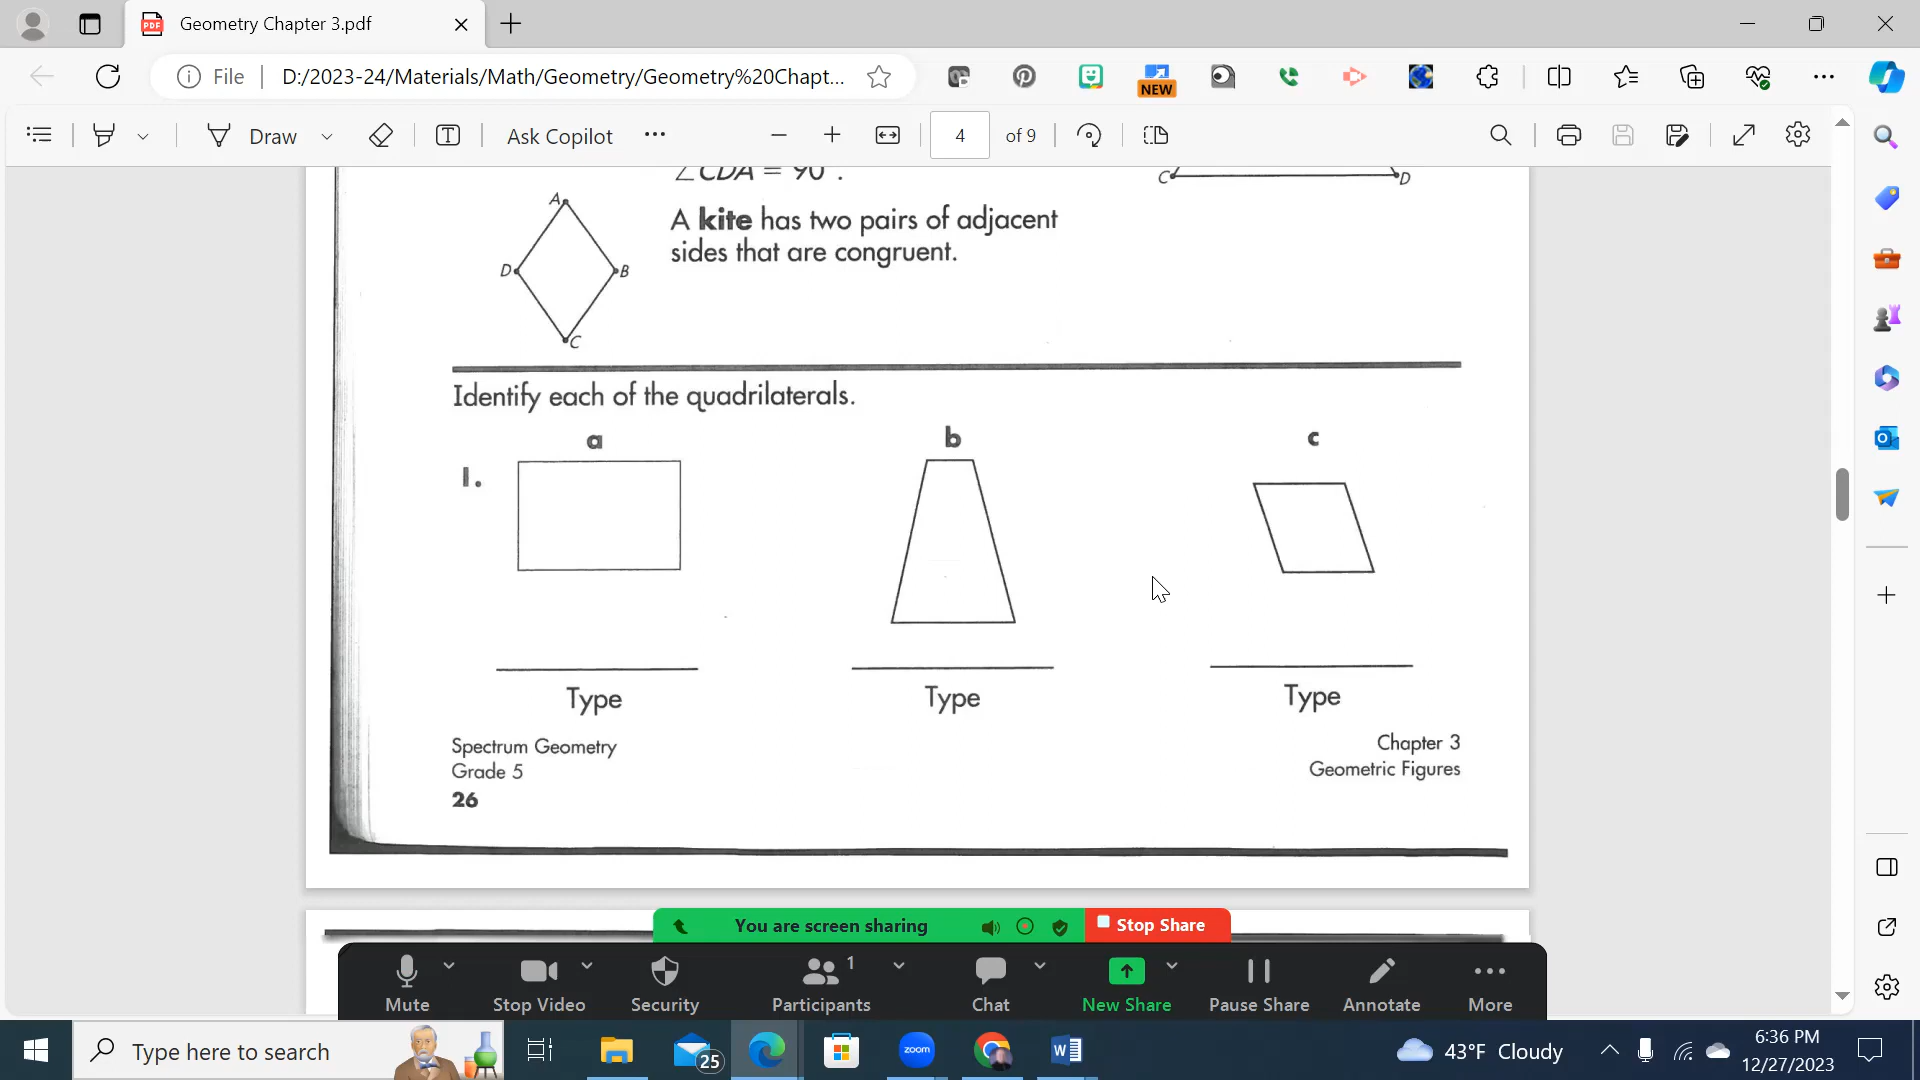 Geometry Chapter 3.pdf
File
D:/2023-24/Materials/Math/Geometry/Geometry%20Chapt...
NEW
Draw
Ask Copilot
4 of 9
∠CDA = 90°.
C D
A
D B
C
A kite has two pairs of adjacent
sides that are congruent.
Identify each of the quadrilaterals.
a b c
1.
Type Type Type
Spectrum Geometry
Grade 5
26
Chapter 3
Geometric Figures
You are screen sharing
Stop Share
1
Mute Stop Video Security Participants Chat New Share Pause Share Annotate More
Type here to search
25
zoom
43°F Cloudy
6:36 PM
12/27/2023